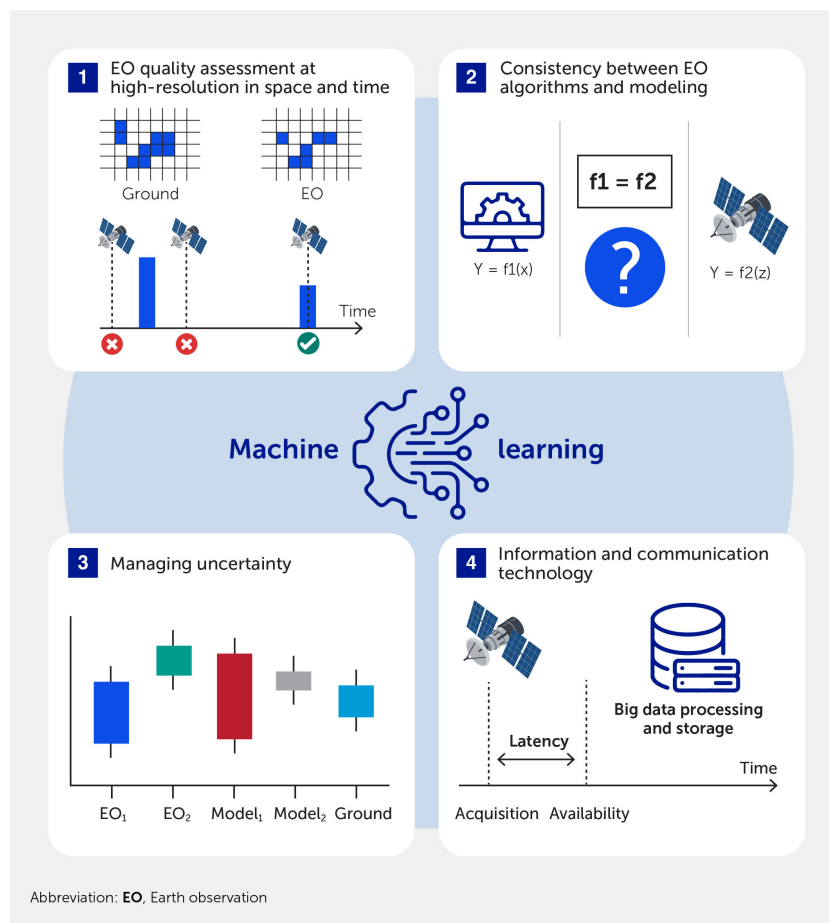 1
EO quality assessment at
high-resolution in space and time
Ground
EO
Time
2
Consistency between EO
algorithms and modeling
f1 = f2
?
Y = f1(x)
Y = f2(z)
Machine
learning
3
Managing uncertainty
EO₁
EO₂
Model₁
Model₂
Ground
4
Information and communication
technology
Big data processing
and storage
Latency
Time
Acquisition
Availability
Abbreviation: EO, Earth observation